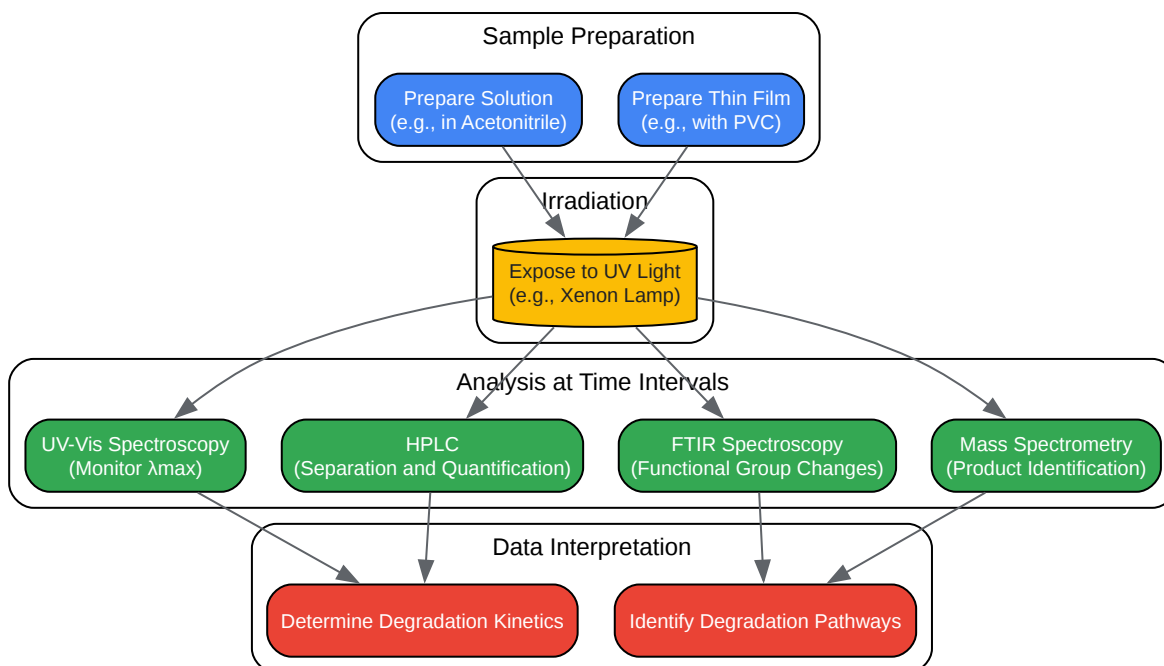 Sample Preparation
Prepare Solution
(e.g., in Acetonitrile)
Prepare Thin Film
(e.g., with PVC)
Irradiation
Expose to UV Light
(e.g., Xenon Lamp)
Analysis at Time Intervals
UV-Vis Spectroscopy
(Monitor λmax)
HPLC
(Separation and Quantification)
FTIR Spectroscopy
(Functional Group Changes)
Mass Spectrometry
(Product Identification)
Data Interpretation
Determine Degradation Kinetics
Identify Degradation Pathways